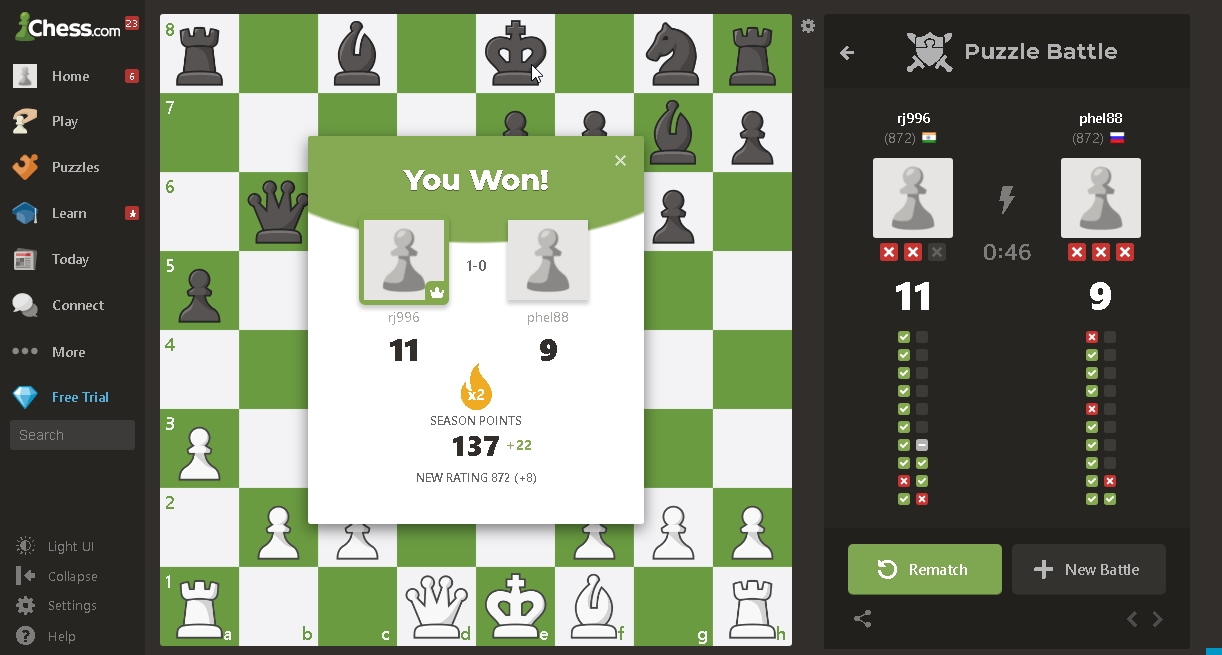 Chess.com
23
Home
6
Play
Puzzles
Learn
Today
Connect
More
Free Trial
Search
Light UI
Collapse
Settings
Help
8
7
6
5
4
3
2
1
a
b
c
d
e
f
g
h
You Won!
1-0
rj996
phel88
11
9
x2
SEASON POINTS
137 +22
NEW RATING 872 (+8)
Puzzle Battle
rj996
phel88
(872)
(872)
0:46
11
9
Rematch
New Battle